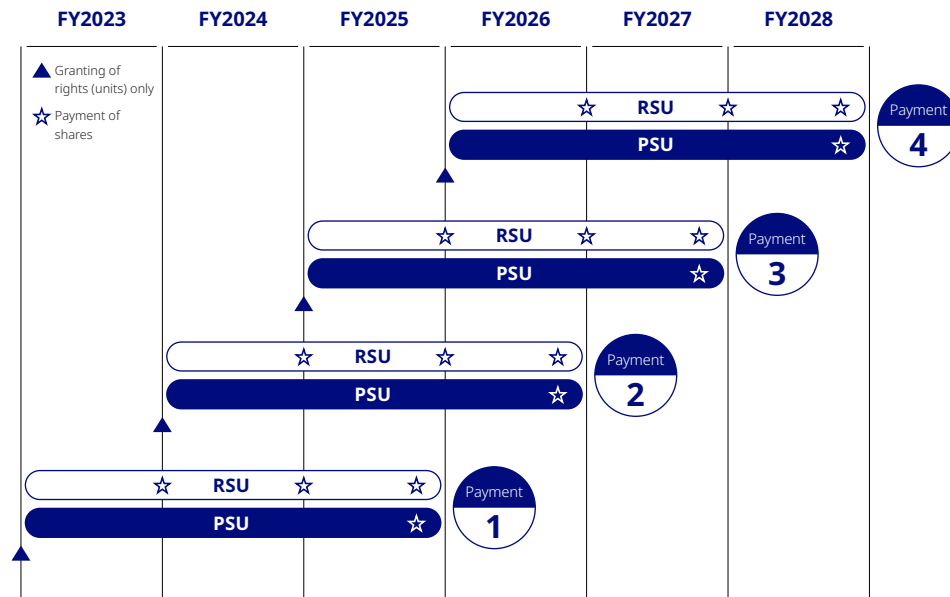 FY2023 FY2024 FY2025 FY2026 FY2027 FY2028
Granting of
rights (units) only
Payment of
shares
RSU
PSU
Payment
4
RSU
PSU
Payment
3
RSU
PSU
Payment
2
RSU
PSU
Payment
1